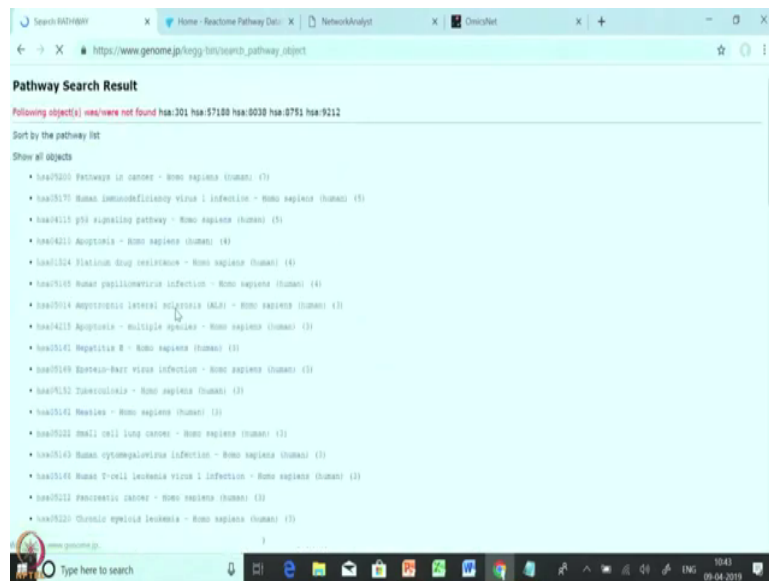 Search PATHWAY
Home - Reactome Pathway Data
NetworkAnalyst
OmicsNet
https://www.genome.jp/kegg-bin/search_pathway_object
Pathway Search Result
Following object(s) was/were not found hsa:301 hsa:57180 hsa:8038 hsa:8751 hsa:9212
Sort by the pathway list
Show all objects
hsa05200 Pathways in cancer - Homo sapiens (human) (7)
hsa05170 Human immunodeficiency virus 1 infection - Homo sapiens (human) (5)
hsa04115 p53 signaling pathway - Homo sapiens (human) (5)
hsa04210 Apoptosis - Homo sapiens (human) (4)
hsa01524 Platinum drug resistance - Homo sapiens (human) (4)
hsa05165 Human papillomavirus infection - Homo sapiens (human) (4)
hsa05014 Amyotrophic lateral sclerosis (ALS) - Homo sapiens (human) (3)
hsa04215 Apoptosis - multiple species - Homo sapiens (human) (3)
hsa05161 Hepatitis B - Homo sapiens (human) (3)
hsa05169 Epstein-Barr virus infection - Homo sapiens (human) (3)
hsa05152 Tuberculosis - Homo sapiens (human) (3)
hsa05162 Measles - Homo sapiens (human) (3)
hsa05222 Small cell lung cancer - Homo sapiens (human) (3)
hsa05163 Human cytomegalovirus infection - Homo sapiens (human) (3)
hsa05166 Human T-cell leukemia virus 1 infection - Homo sapiens (human) (3)
hsa05212 Pancreatic cancer - Homo sapiens (human) (3)
hsa05220 Chronic myeloid leukemia - Homo sapiens (human) (3)
www.genome.jp
NPTEL
Type here to search
ENG
10:43
09-04-2019